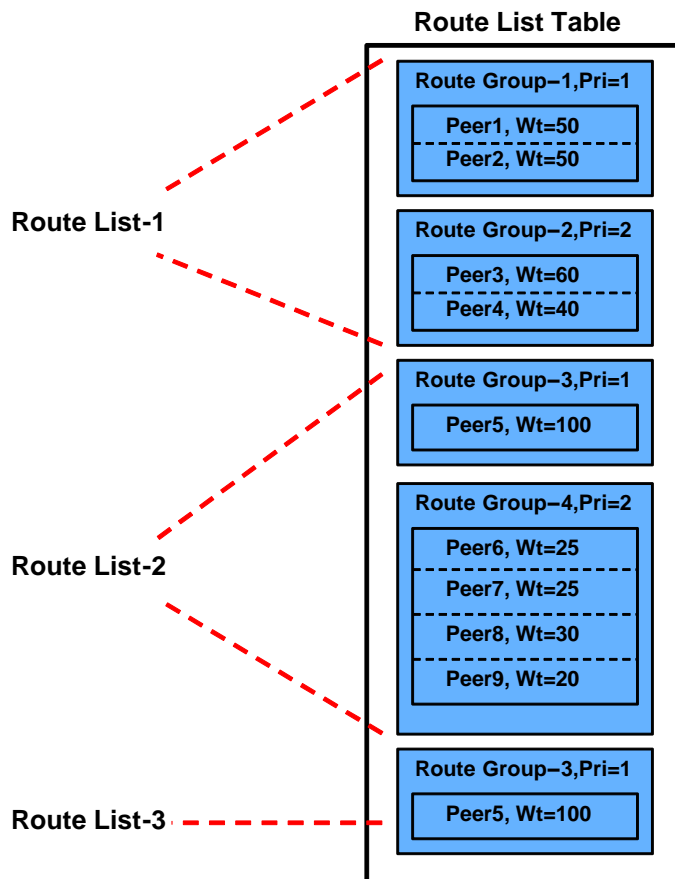 Route List Table
Route Group–1,Pri=1
Peer1, Wt=50
Peer2, Wt=50
Route List-1
Route Group–2,Pri=2
Peer3, Wt=60
Peer4, Wt=40
Route Group–3,Pri=1
Peer5, Wt=100
Route Group–4,Pri=2
Peer6, Wt=25
Route List-2
Peer7, Wt=25
Peer8, Wt=30
Peer9, Wt=20
Route Group–3,Pri=1
Route List-3
Peer5, Wt=100